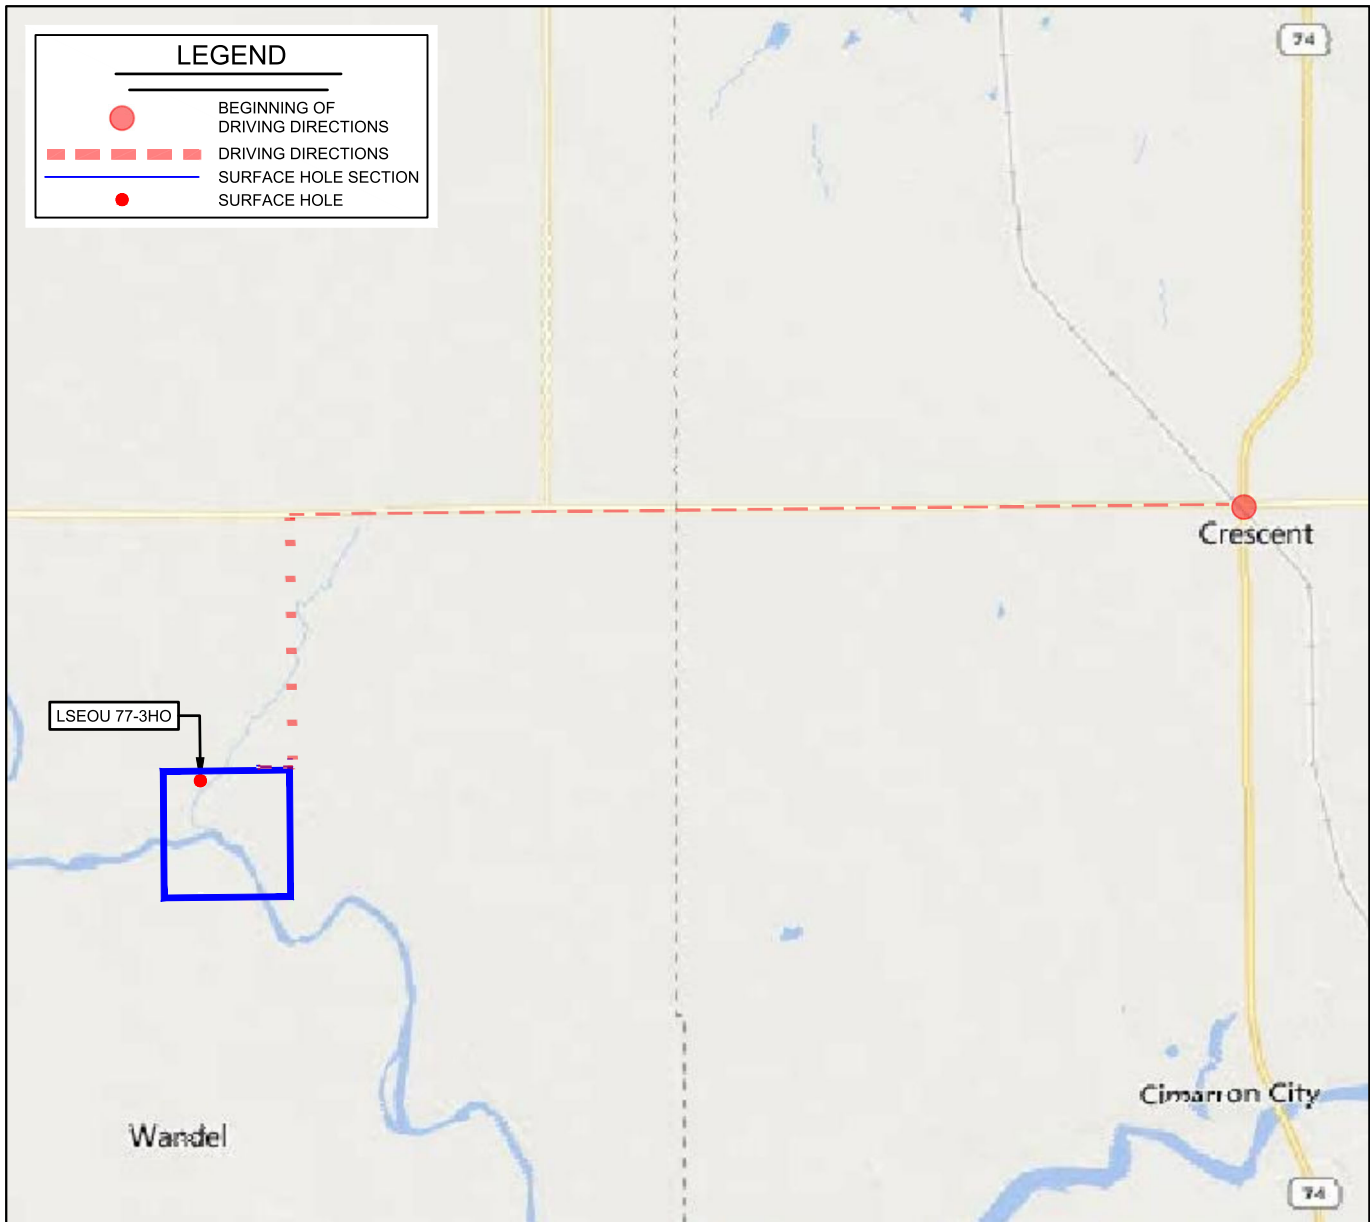 LEGEND
BEGINNING OF
DRIVING DIRECTIONS
DRIVING DIRECTIONS
SURFACE HOLE SECTION
SURFACE HOLE
74
Crescent
LSEOU 77-3HO
Cimarron City
Wandel
74